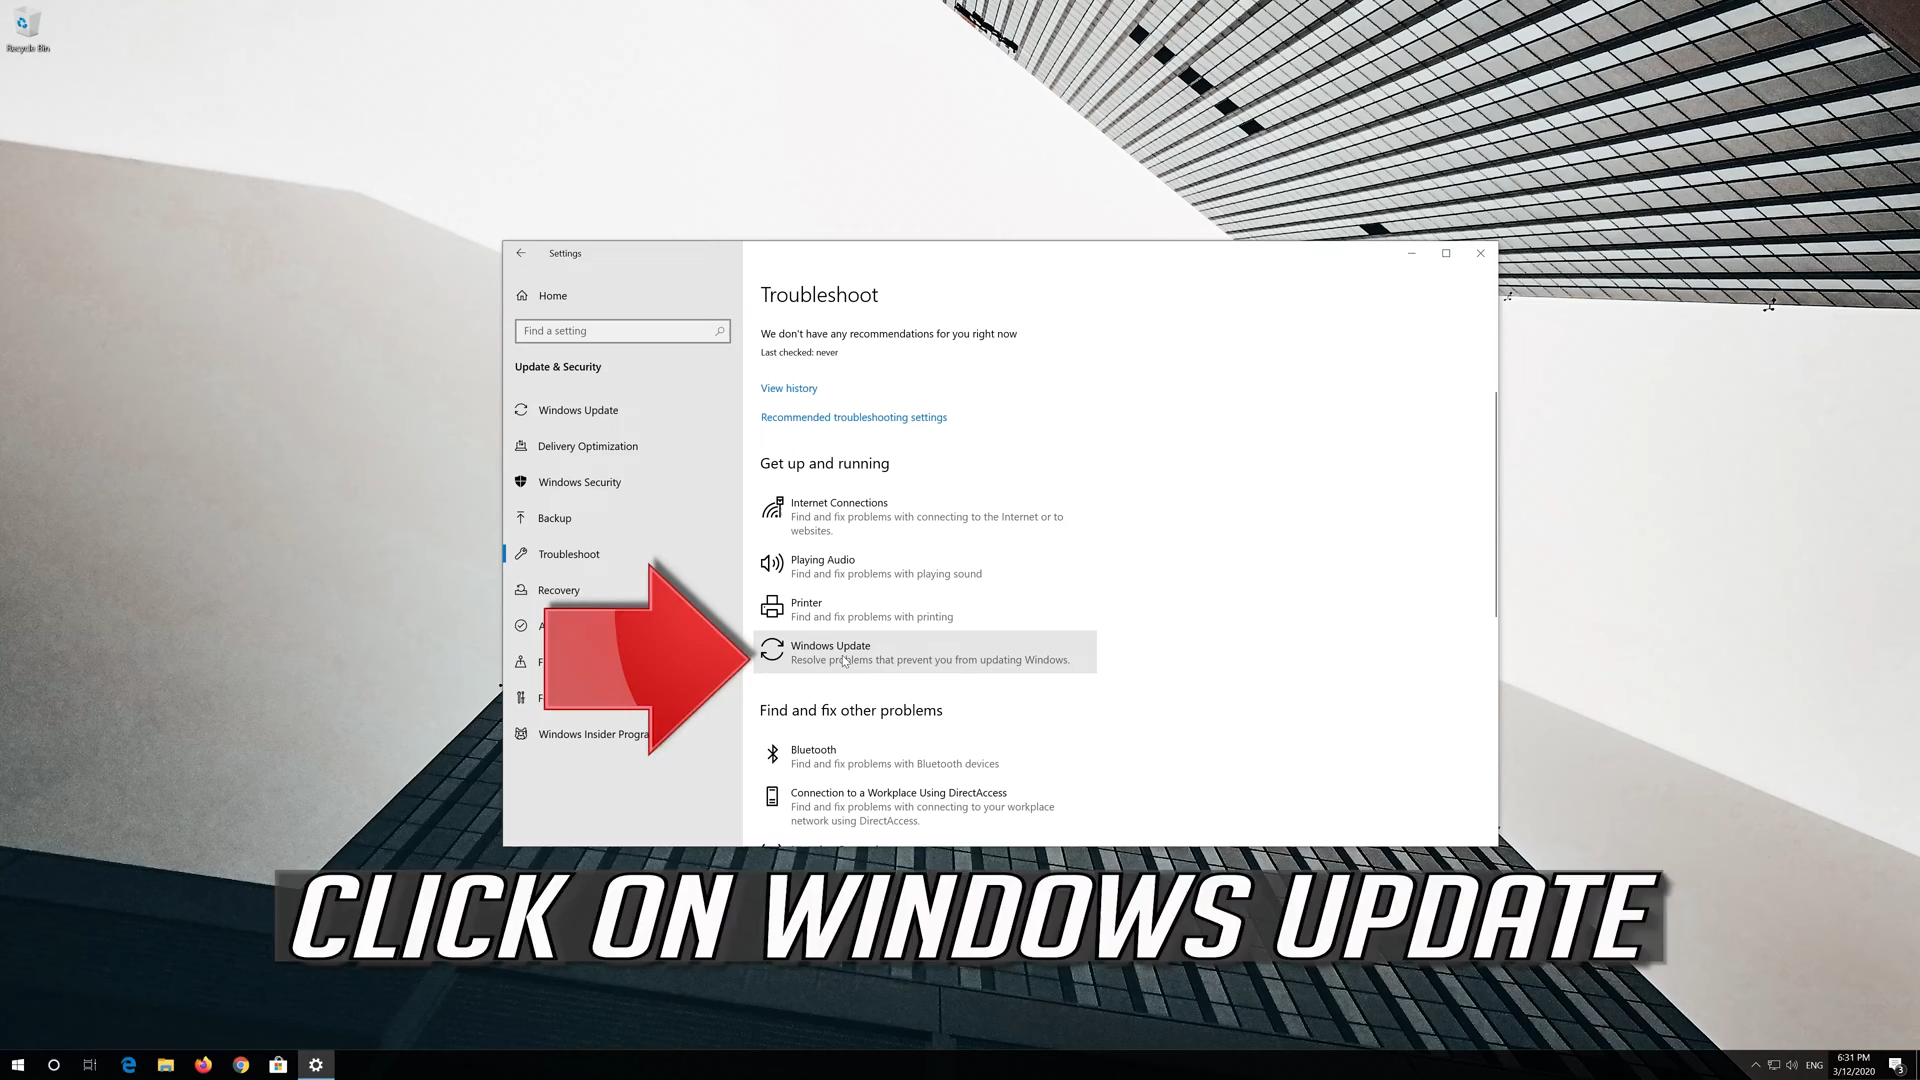 Recycle Bin
Settings
Home
Find a setting
Update & Security
Windows Update
Delivery Optimization
Windows Security
Backup
Troubleshoot
Recovery
Windows Insider Progra
Troubleshoot
We don't have any recommendations for you right now
Last checked: never
View history
Recommended troubleshooting settings
Get up and running
Internet Connections
Find and fix problems with connecting to the Internet or to
websites.
Playing Audio
Find and fix problems with playing sound
Printer
Find and fix problems with printing
Windows Update
Resolve problems that prevent you from updating Windows.
Find and fix other problems
Bluetooth
Find and fix problems with Bluetooth devices
Connection to a Workplace Using DirectAccess
Find and fix problems with connecting to your workplace
network using DirectAccess.
CLICK ON WINDOWS UPDATE
ENG
6:31 PM
3/12/2020
3